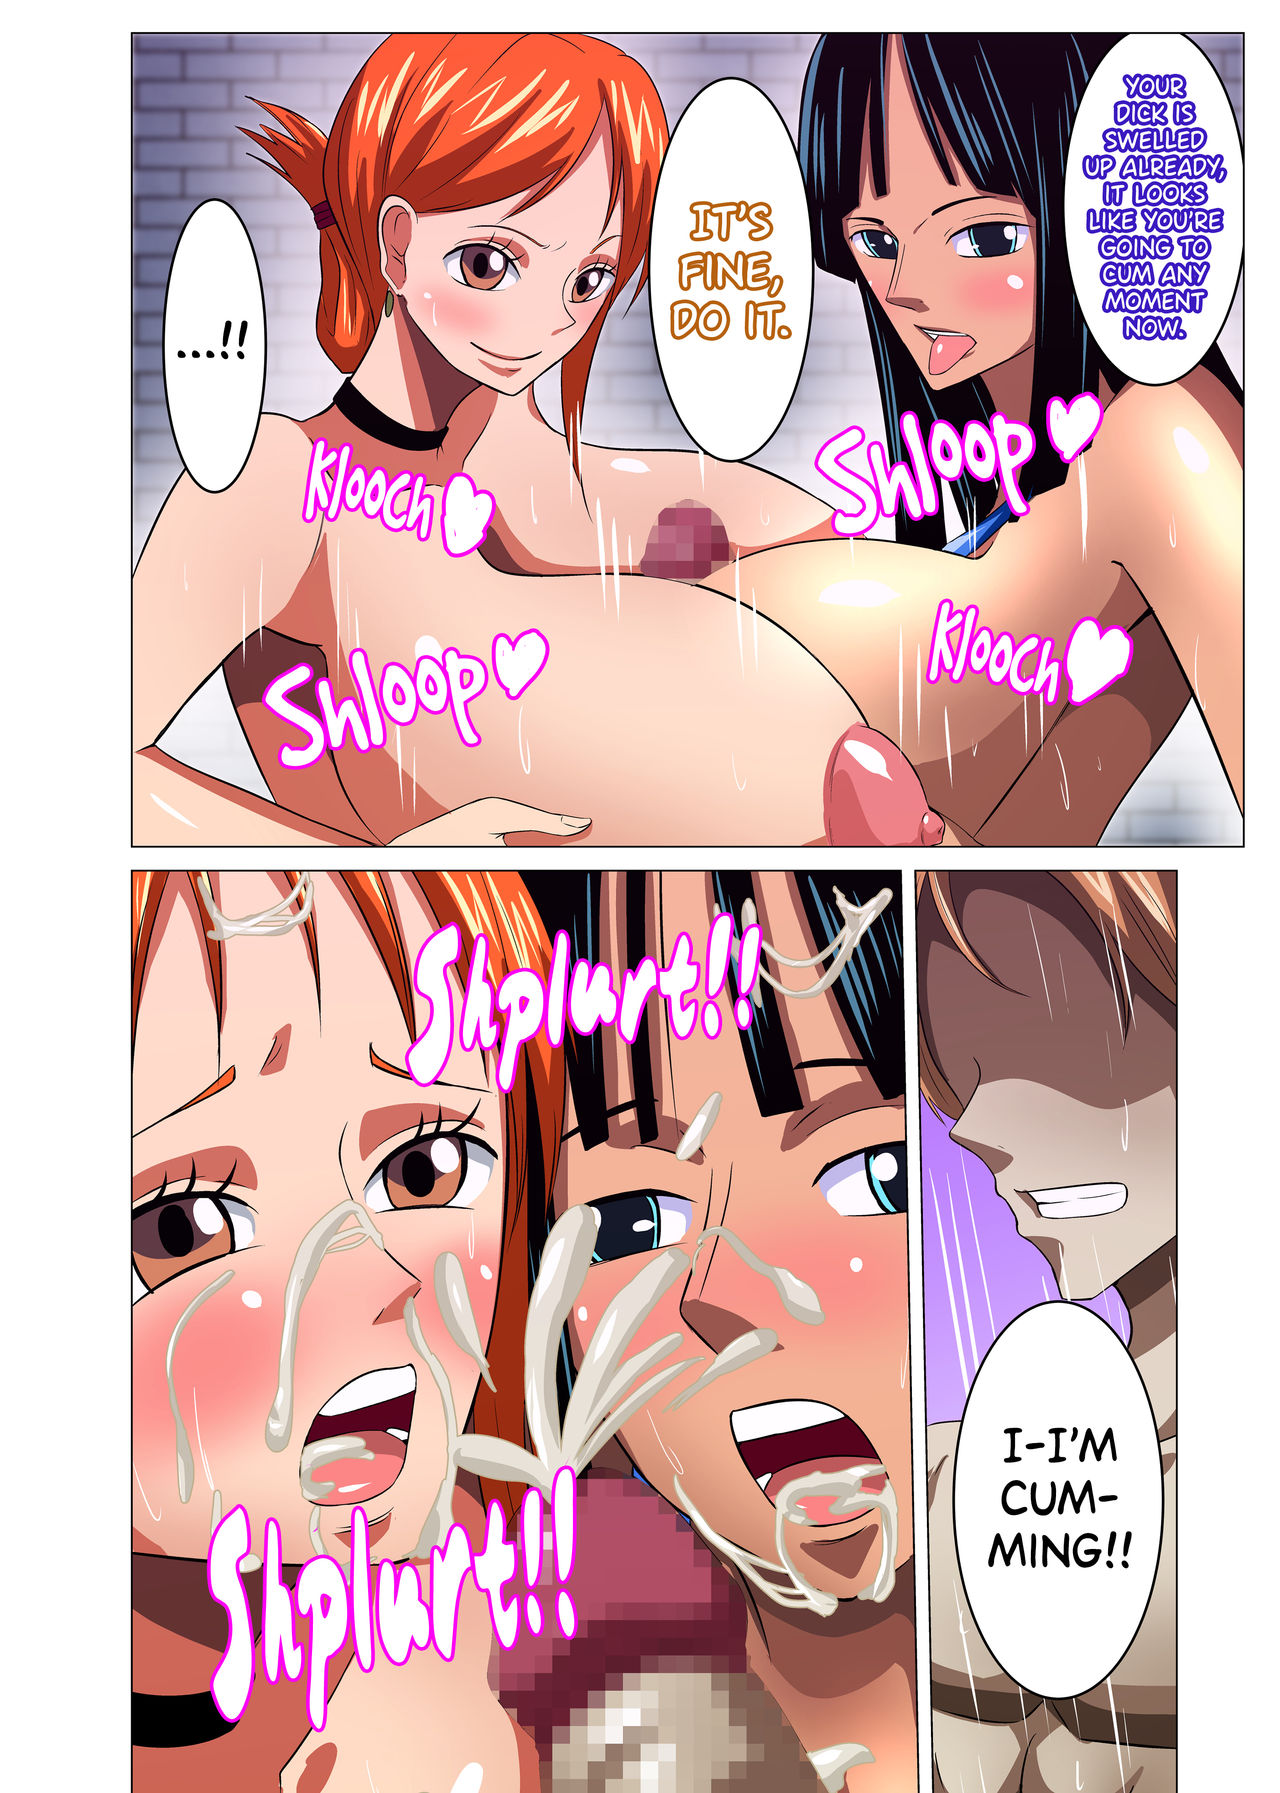 YOUR
DICK IS
SWELLED
UP ALREADY,
IT LOOKS
LIKE YOU'RE
GOING TO
CUM ANY
MOMENT
NOW.
IT'S
FINE,
DO IT.
...!!
Shloop
Klooch
Klooch
Shloop
I-I'M
CUM-
MING!!
Shplurt!!
Shplurt!!